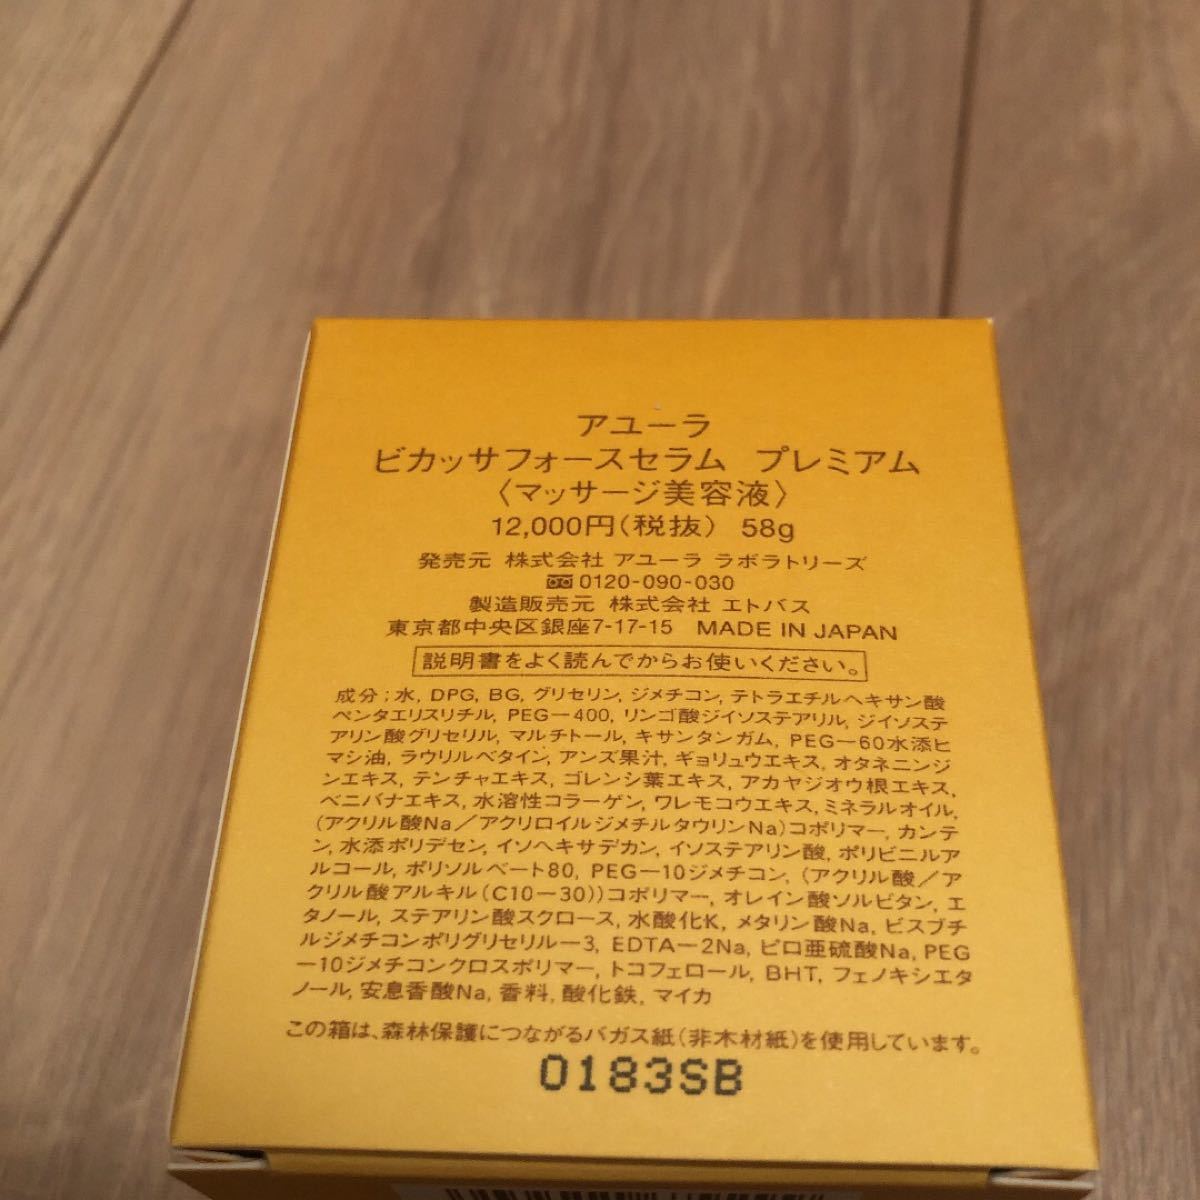 アユーラ
ビカッサフォースセラム プレミアム
〈マッサージ美容液〉
12,000円(税抜) 58g
発売元 株式会社 アユーラ ラボラトリーズ
0120-090-030
製造販売元 株式会社 エトバス
東京都中央区銀座7-17-15 MADE IN JAPAN
説明書をよく読んでからお使いください。
成分:水, DPG, BG, グリセリン, ジメチコン, テトラエチルヘキサン酸
ペンタエリスリチル, PEG－400, リンゴ酸ジイソステアリル, ジイソステ
アリン酸グリセリル, マルチトール, キサンタンガム, PEG－60水添ヒ
マシ油, ラウリルベタイン, アンズ果汁, ギョリュウエキス, オタネニンジ
ンエキス, テンチャエキス, ゴレンシ葉エキス, アカヤジオウ根エキス,
ベニバナエキス, 水溶性コラーゲン, ワレモコウエキス, ミネラルオイル,
(アクリル酸Na／アクリロイルジメチルタウリンNa)コポリマー, カンテ
ン, 水添ポリデセン, イソヘキサデカン, イソステアリン酸, ポリビニルア
ルコール, ポリソルベート80, PEG－10ジメチコン, (アクリル酸／ア
クリル酸アルキル(C10－30))コポリマー, オレイン酸ソルビタン, エ
タノール, ステアリン酸スクロース, 水酸化K, メタリン酸Na, ビスブチ
ルジメチコンポリグリセリル－3, EDTA－2Na, ピロ亜硫酸Na, PEG
－10ジメチコンクロスポリマー, トコフェロール, BHT, フェノキシエタ
ノール, 安息香酸Na, 香料, 酸化鉄, マイカ
この箱は、森林保護につながるバガス紙(非木材紙)を使用しています。
0183SB